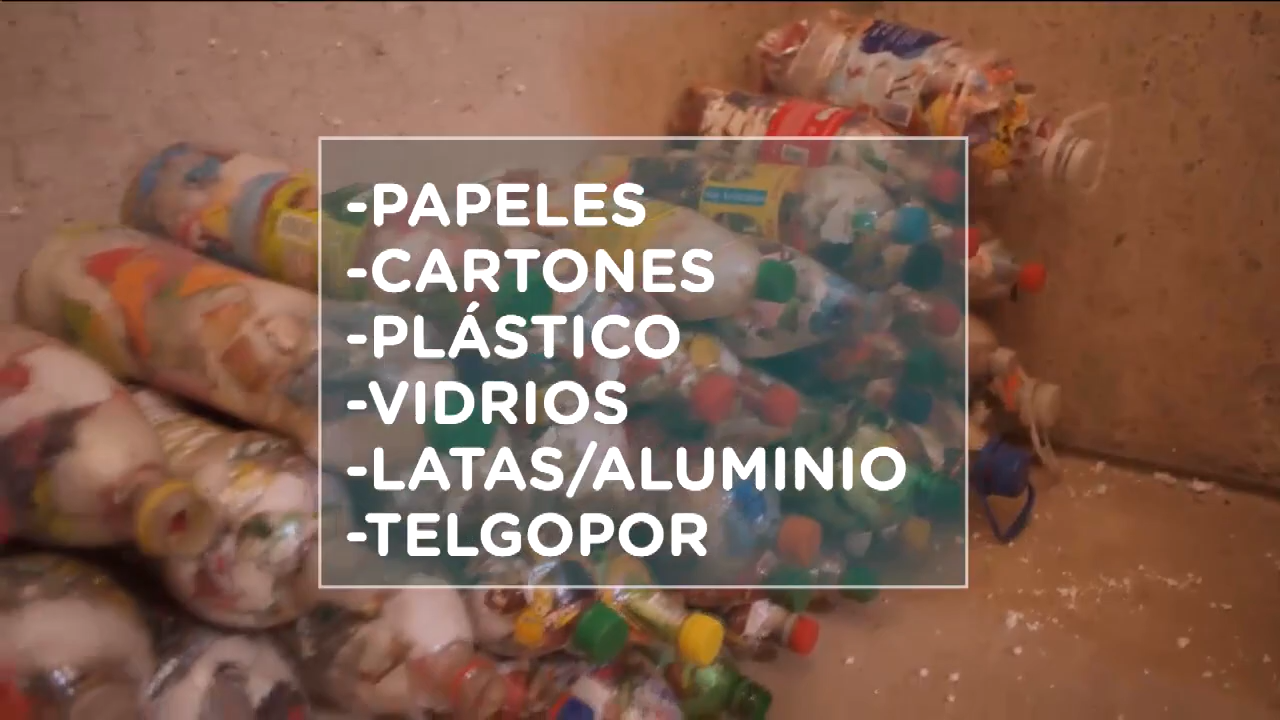 -PAPELES
-CARTONES
-PLÁSTICO
-VIDRIOS
-LATAS/ALUMINIO
-TELGOPOR